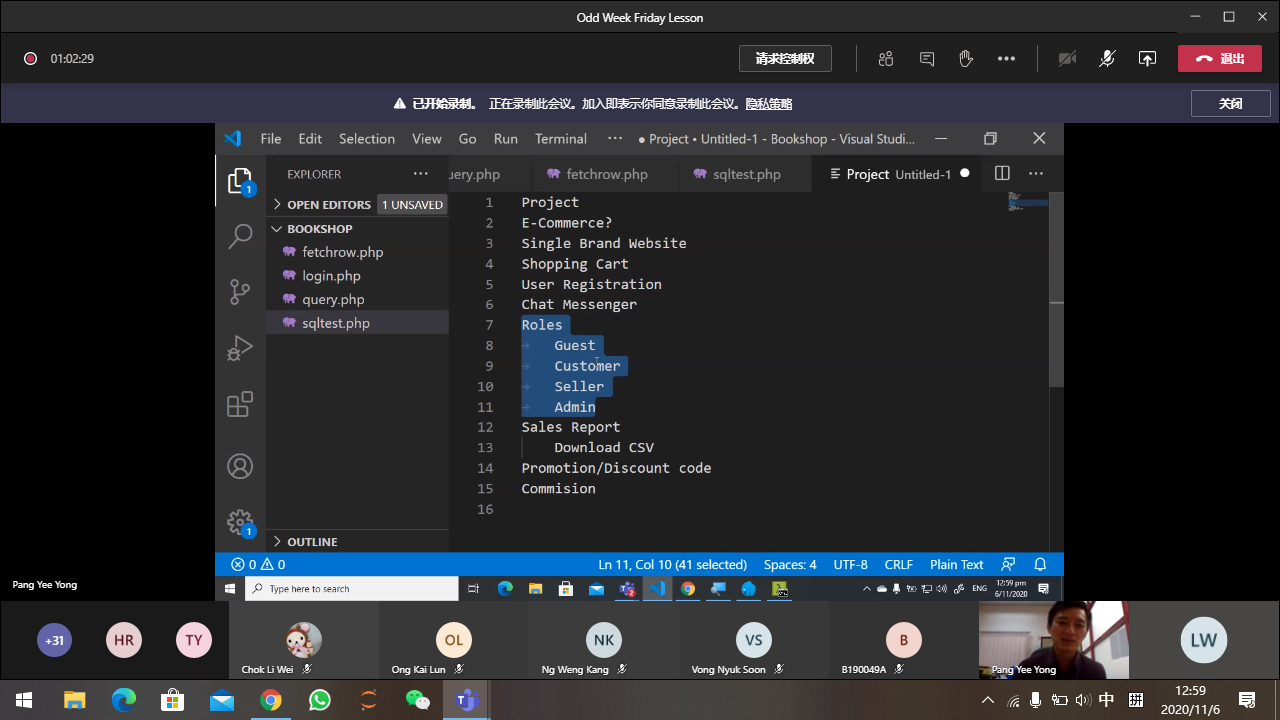 Odd Week Friday Lesson
01:02:29
请求控制权
退出
已开始录制。 正在录制此会议。加入即表示你同意录制此会议。隐私策略
关闭
File Edit Selection View Go Run Terminal ··· ● Project • Untitled-1 - Bookshop - Visual Studi...
EXPLORER ···
uery.php fetchrow.php sqltest.php Project Untitled-1 ●
OPEN EDITORS 1 UNSAVED
BOOKSHOP
fetchrow.php
login.php
query.php
sqltest.php
OUTLINE
1
1
1 Project
2 E-Commerce?
3 Single Brand Website
4 Shopping Cart
5 User Registration
6 Chat Messenger
7 Roles
8 Guest
9 Customer
10 Seller
11 Admin
12 Sales Report
13 Download CSV
14 Promotion/Discount code
15 Commision
16
0 0 Ln 11, Col 10 (41 selected) Spaces: 4 UTF-8 CRLF Plain Text
Type here to search
ENG
12:59 pm
6/11/2020
Pang Yee Yong
+31 HR TY OL NK VS B LW
Chok Li Wei Ong Kai Lun Ng Weng Kang Vong Nyuk Soon B190049A Pang Yee Yong
中 拼
12:59
2020/11/6